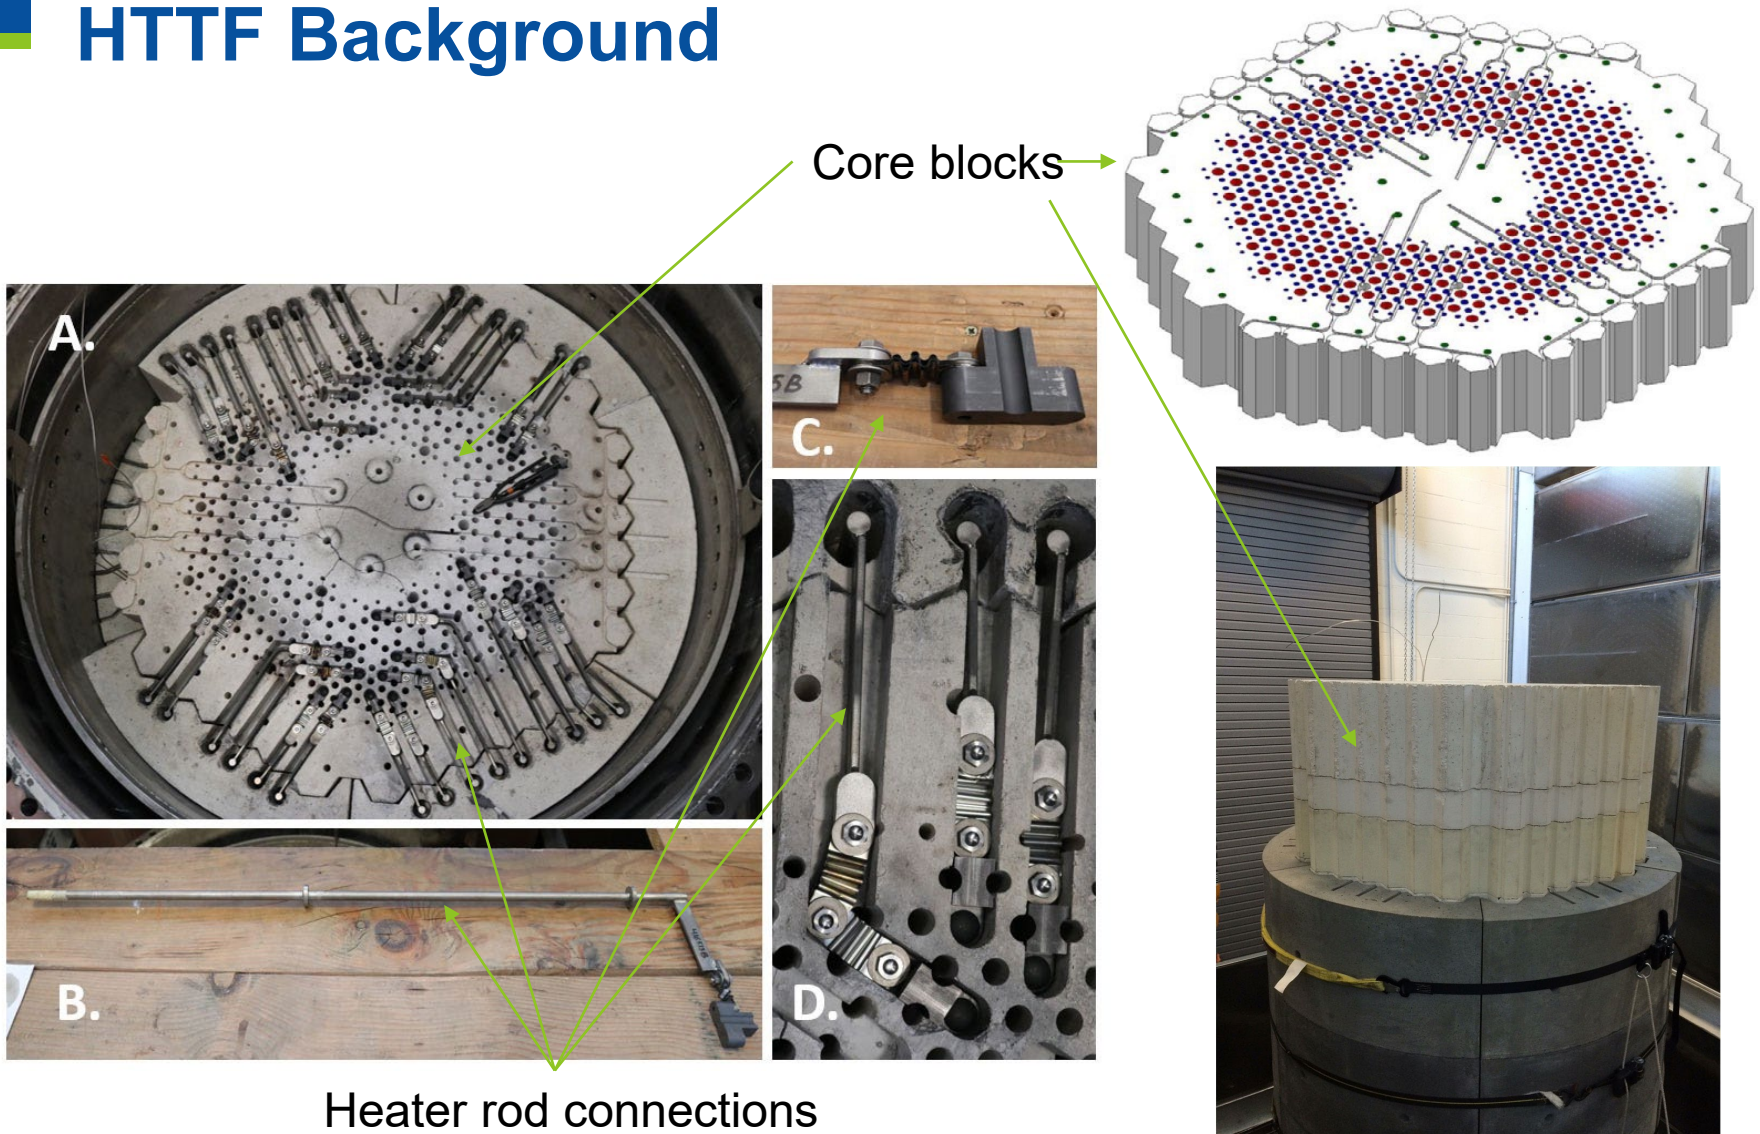 HTTF Background
Core blocks
A.
C.
5B
B.
D.
Heater rod connections